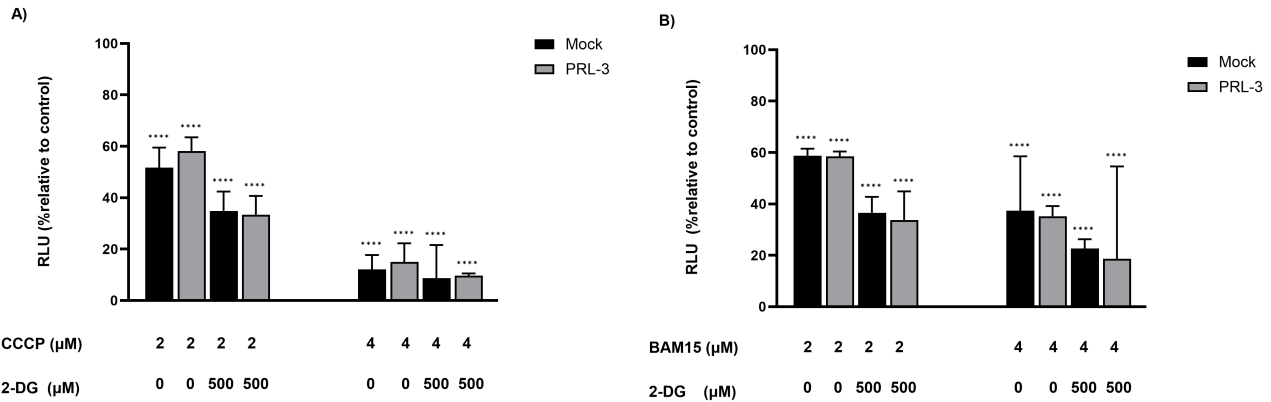 A)
100
80
60
40
20
0
RLU (%relative to control)
Mock
PRL-3
**** **** **** **** **** **** **** ****
CCCP (µM) 2 2 2 2 4 4 4 4
2-DG (µM) 0 0 500 500 0 0 500 500
B)
100
80
60
40
20
0
RLU (%relative to control)
Mock
PRL-3
**** **** **** **** **** **** **** ****
BAM15 (µM) 2 2 2 2 4 4 4 4
2-DG (µM) 0 0 500 500 0 0 500 500